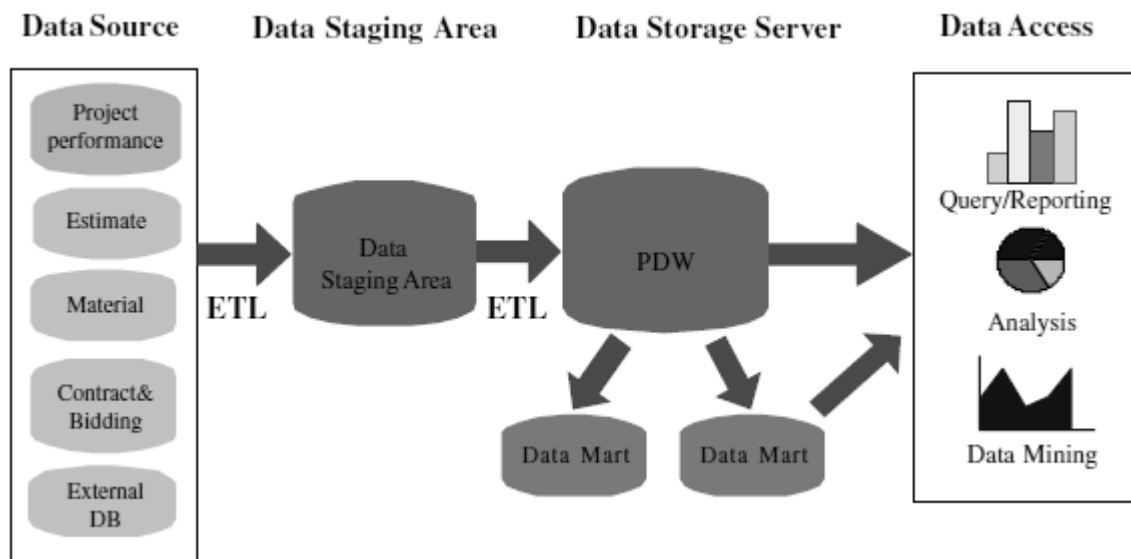 Data Source
Data Staging Area
Data Storage Server
Data Access
Project
performance
Estimate
Material
Contract&
Bidding
External
DB
ETL
Data
Staging Area
ETL
PDW
Data Mart
Data Mart
Query/Reporting
Analysis
Data Mining